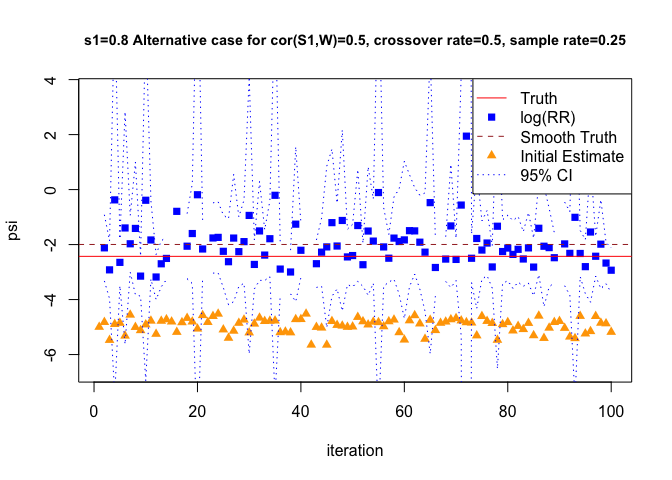 s1=0.8 Alternative case for cor(S1,W)=0.5, crossover rate=0.5, sample rate=0.25
Truth
log(RR)
Smooth Truth
Initial Estimate
95% CI
psi
4
2
0
-2
-4
-6
0 20 40 60 80 100
iteration